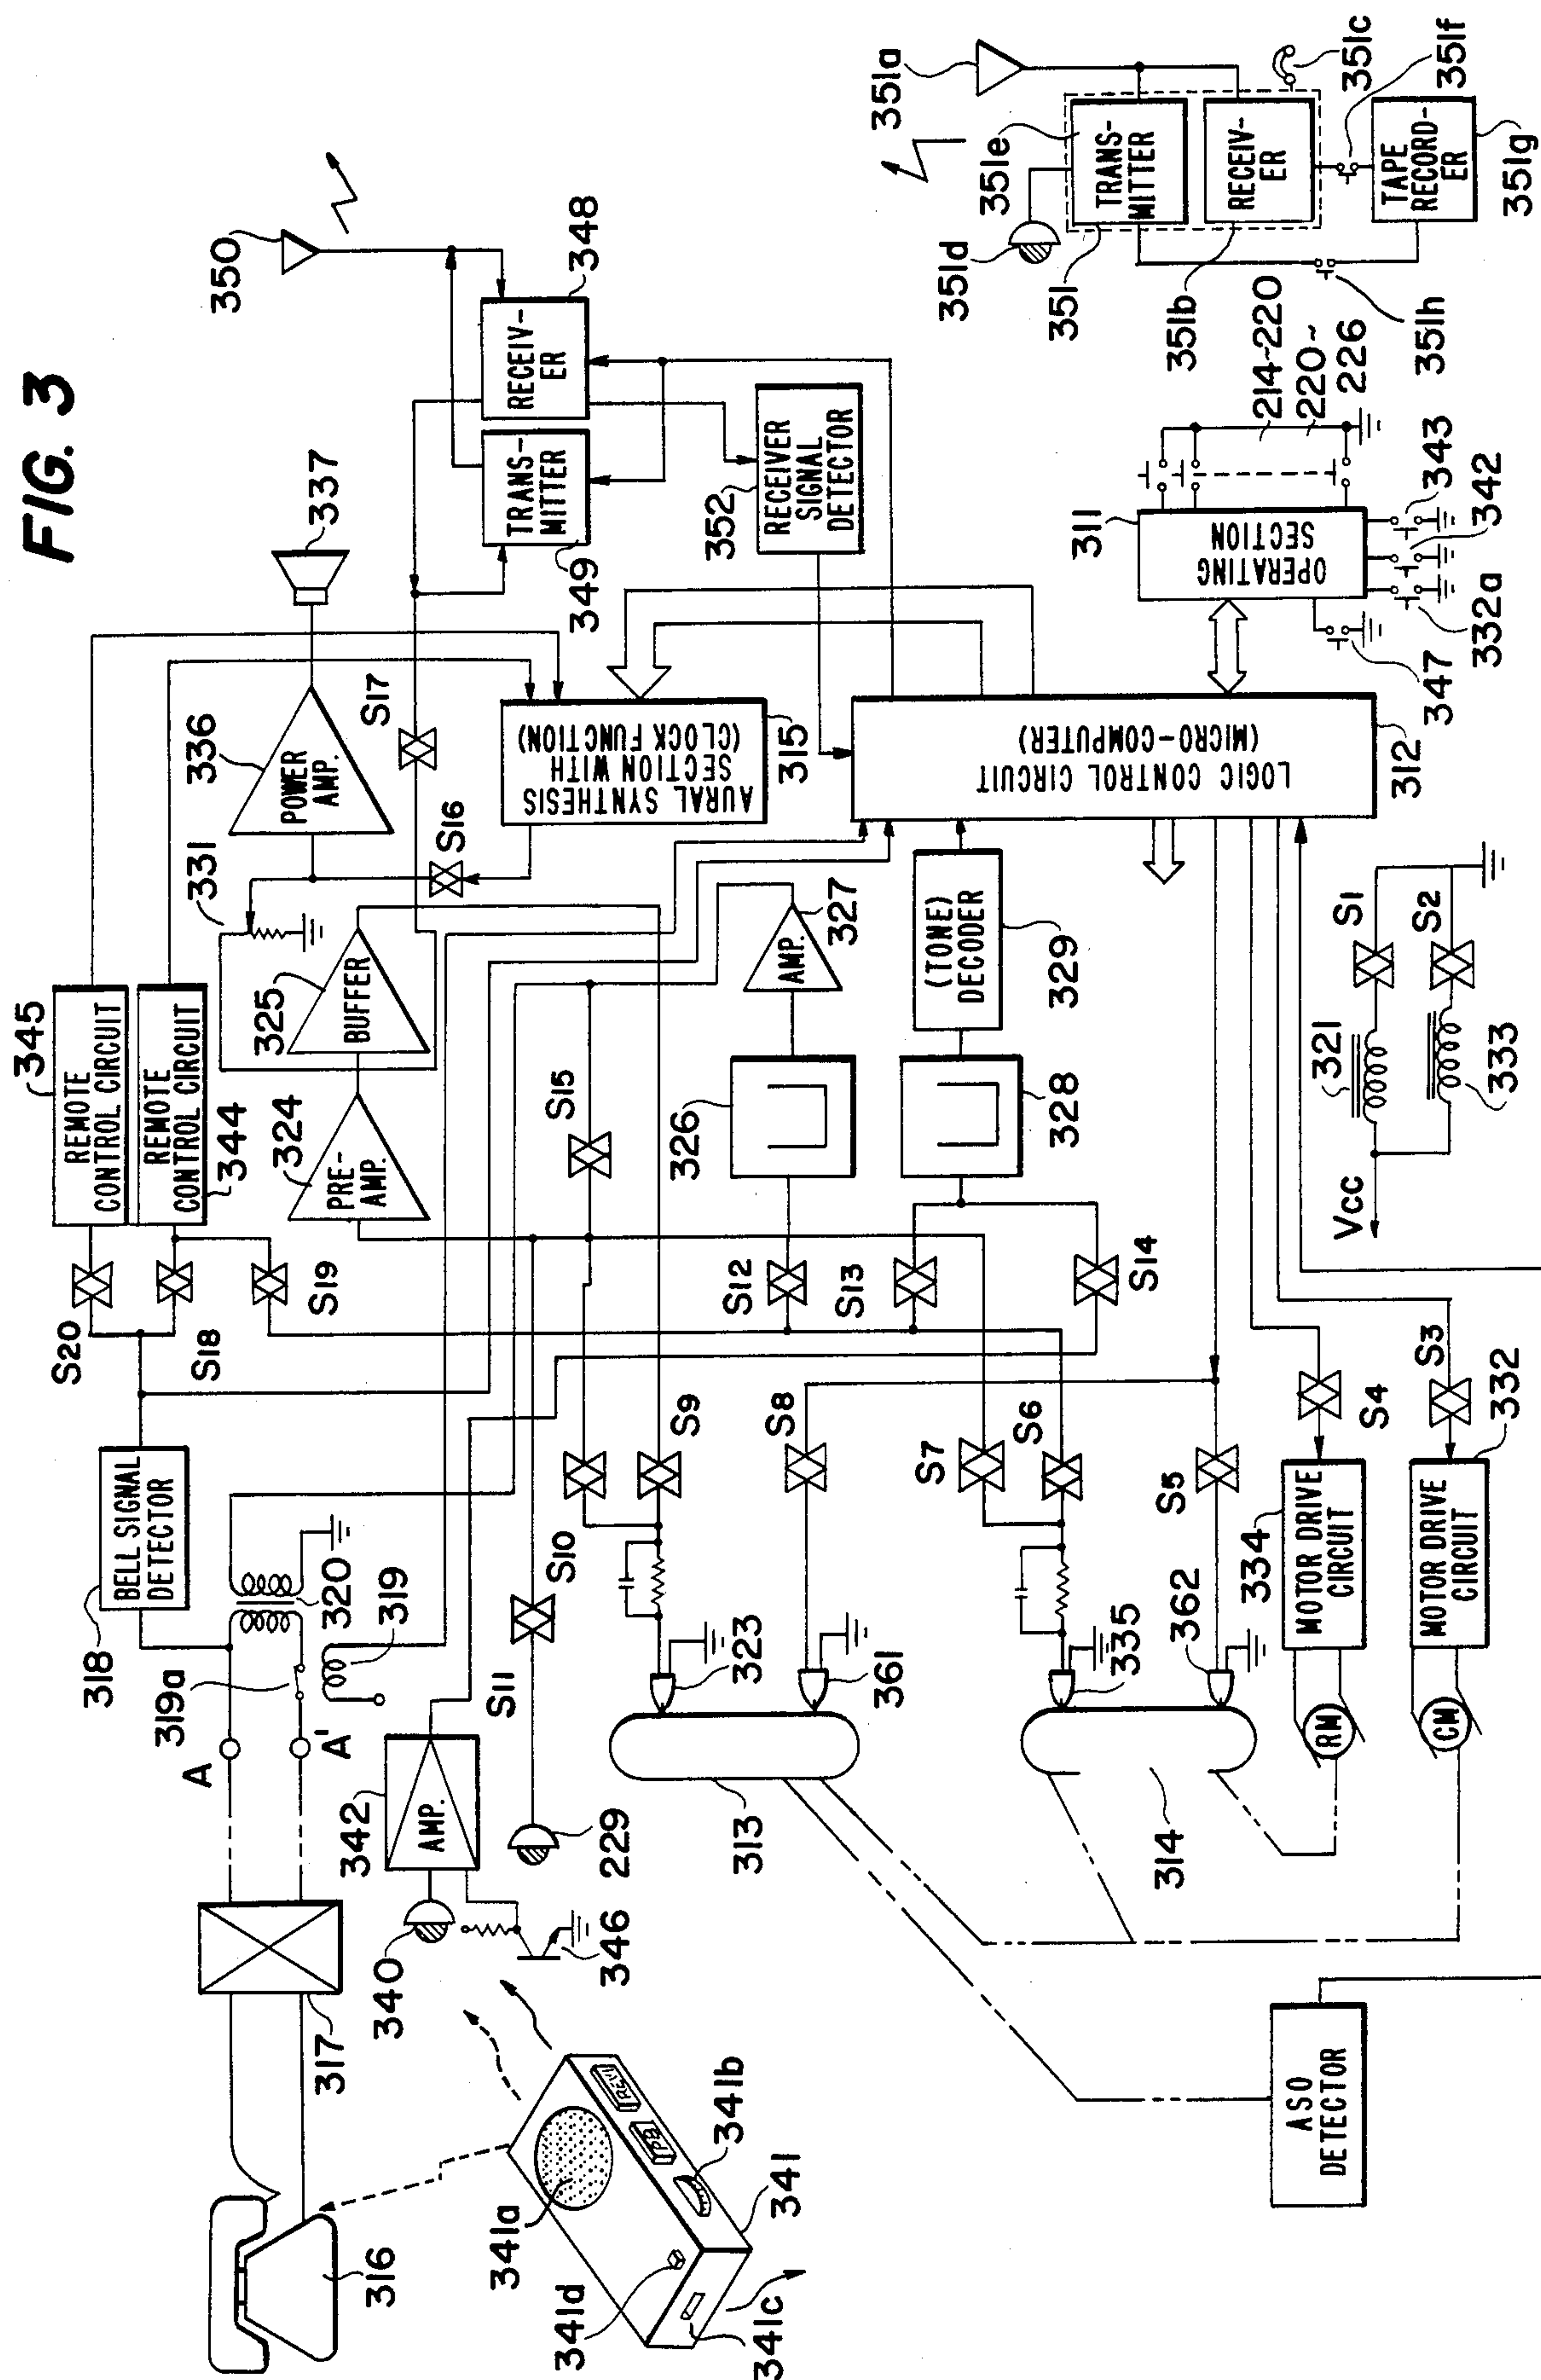 FIG. 3
345
REMOTE
CONTROL CIRCUIT
REMOTE
CONTROL CIRCUIT
344
S20
S18
S19
318
BELL SIGNAL
DETECTOR
A
A'
319a
320
319
317
316
324
PRE-
AMP.
325
BUFFER
331
336
POWER
AMP.
337
S16
S17
350
348
RECEIV-
ER
TRANS-
MITTER
349
352
RECEIVER
SIGNAL
DETECTOR
AURAL SYNTHESIS
SECTION WITH
(CLOCK FUNCTION)
315
S15
AMP.
327
326
328
(TONE)
DECODER
329
LOGIC CONTROL CIRCUIT
(MICRO-COMPUTER)
312
S12
S13
S14
342
AMP.
340
346
S11
229
S10
S9
S8
S7
S6
S5
S4
S3
323
361
313
335
362
314
334
MOTOR DRIVE
CIRCUIT
MOTOR DRIVE
CIRCUIT
332
RM
CM
341a
341d
341b
341
341c
REVI
PB
ASO
DETECTOR
Vcc
321
333
S1
S2
311
OPERATING
SECTION
347
332a
342
343
214~220
220~
226
351a
351e
TRANS-
MITTER
351d
351
351b
RECEIV-
ER
351c
351f
TAPE
RECORD-
ER
351g
351h